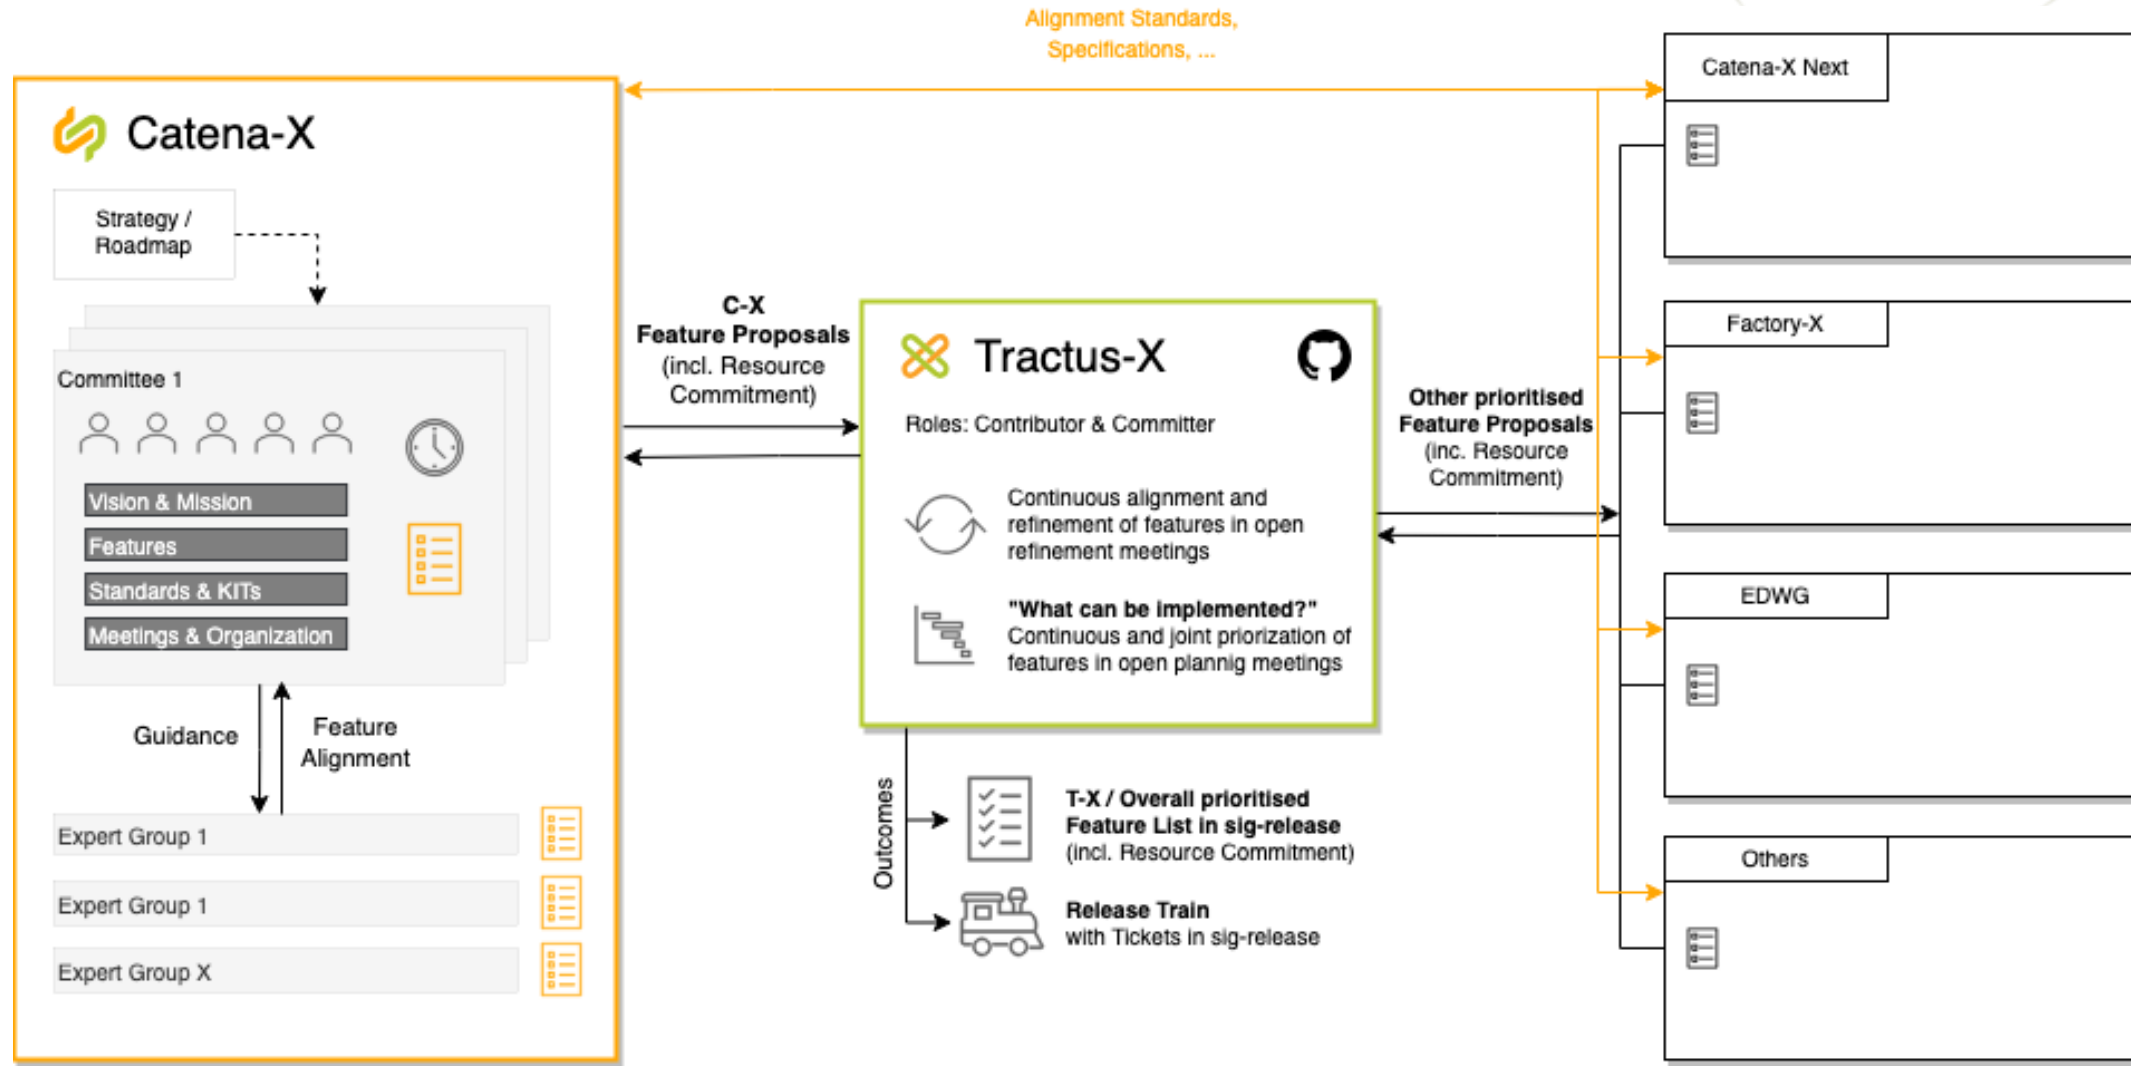 Alignment Standards,
Specifications, ...
Catena-X
Strategy /
Roadmap
Committee 1
Vision & Mission
Features
Standards & KITs
Meetings & Organization
Guidance
Feature
Alignment
Expert Group 1
Expert Group 1
Expert Group X
C-X
Feature Proposals
(incl. Resource
Commitment)
Tractus-X
Roles: Contributor & Committer
Continuous alignment and
refinement of features in open
refinement meetings
"What can be implemented?"
Continuous and joint priorization of
features in open plannig meetings
Outcomes
T-X / Overall prioritised
Feature List in sig-release
(incl. Resource Commitment)
Release Train
with Tickets in sig-release
Other prioritised
Feature Proposals
(inc. Resource
Commitment)
Catena-X Next
Factory-X
EDWG
Others